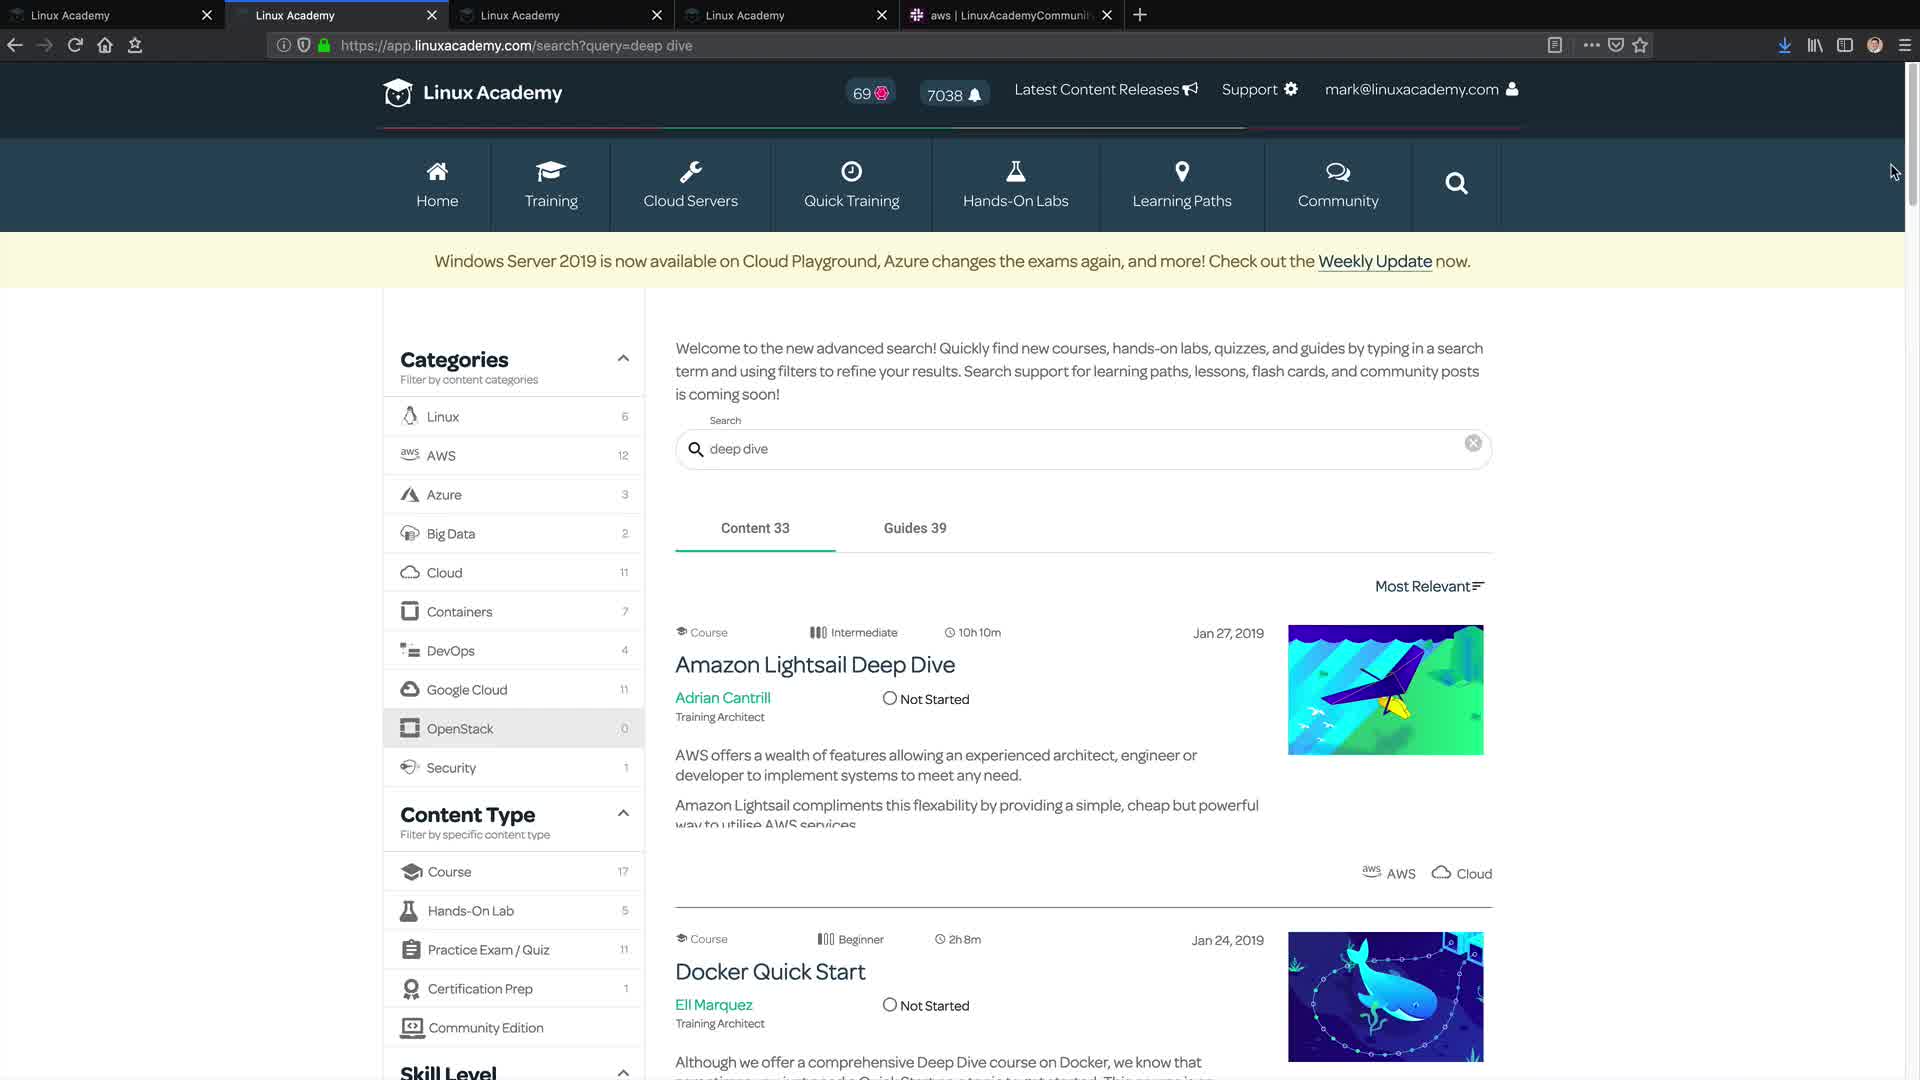 Linux Academy
Linux Academy
Linux Academy
Linux Academy
aws | LinuxAcademyCommuni
https://app.linuxacademy.com/search?query=deep dive
Linux Academy
69
7038
Latest Content Releases
Support
mark@linuxacademy.com
Home
Training
Cloud Servers
Quick Training
Hands-On Labs
Learning Paths
Community
Windows Server 2019 is now available on Cloud Playground, Azure changes the exams again, and more! Check out the Weekly Update now.
Categories
Filter by content categories
Linux 6
aws AWS 12
Azure 3
Big Data 2
Cloud 11
Containers 7
DevOps 4
Google Cloud 11
OpenStack 0
Security 1
Content Type
Filter by specific content type
Course 17
Hands-On Lab 5
Practice Exam / Quiz 11
Certification Prep 1
Community Edition
Skill Level
Welcome to the new advanced search! Quickly find new courses, hands-on labs, quizzes, and guides by typing in a search
term and using filters to refine your results. Search support for learning paths, lessons, flash cards, and community posts
is coming soon!
Search
deep dive
Content 33
Guides 39
Most Relevant
Course
Intermediate
10h 10m
Jan 27, 2019
Amazon Lightsail Deep Dive
Adrian Cantrill
Not Started
Training Architect
AWS offers a wealth of features allowing an experienced architect, engineer or
developer to implement systems to meet any need.
Amazon Lightsail compliments this flexability by providing a simple, cheap but powerful
way to utilise AWS services
aws AWS
Cloud
Course
Beginner
2h 8m
Jan 24, 2019
Docker Quick Start
Ell Marquez
Not Started
Training Architect
Although we offer a comprehensive Deep Dive course on Docker, we know that